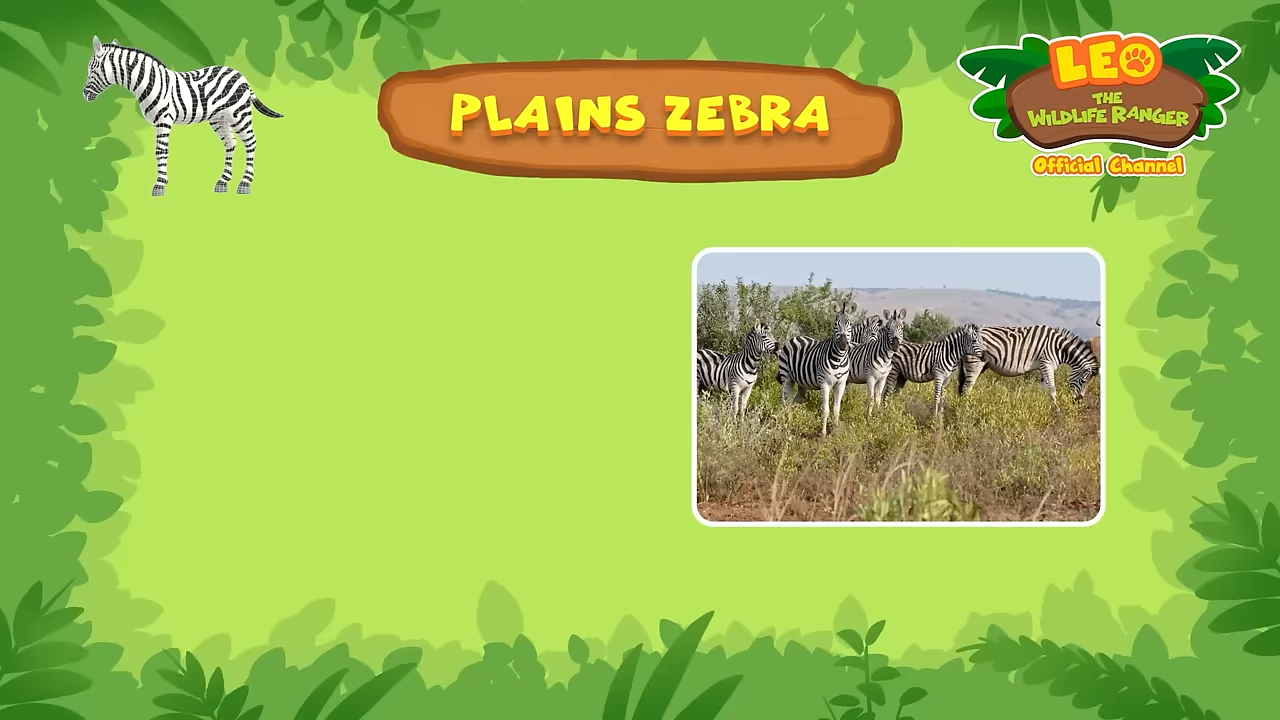 PLAINS ZEBRA
LEO
THE
WILDLIFE RANGER
Official Channel